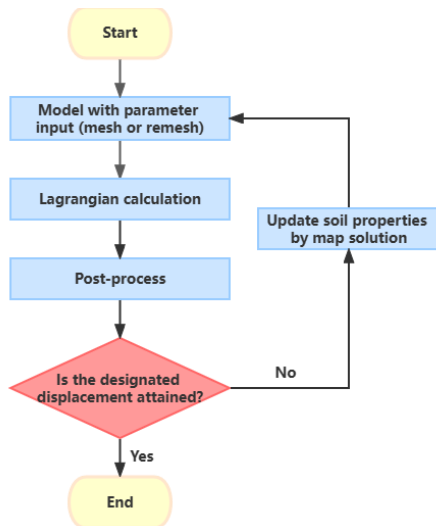 Start
Model with parameter
input (mesh or remesh)
Lagrangian calculation
Update soil properties
by map solution
Post-process
Is the designated
displacement attained?
No
Yes
End